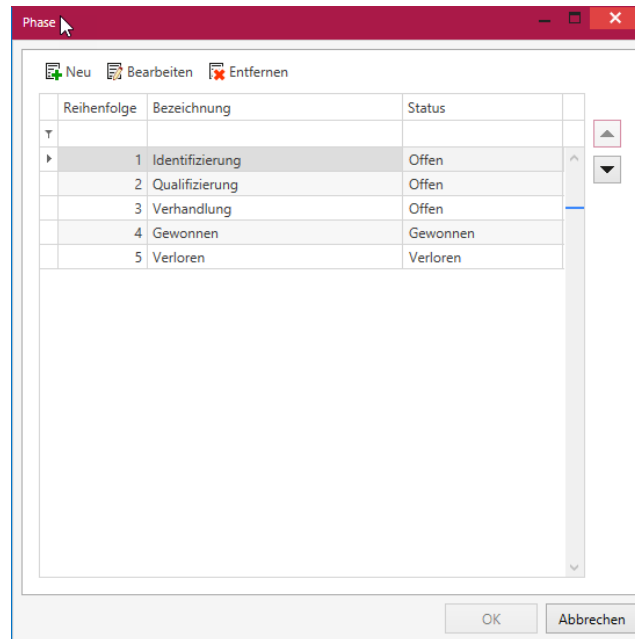 Phase
Neu Bearbeiten Entfernen
Reihenfolge Bezeichnung Status
1 Identifizierung Offen
2 Qualifizierung Offen
3 Verhandlung Offen
4 Gewonnen Gewonnen
5 Verloren Verloren
OK Abbrechen